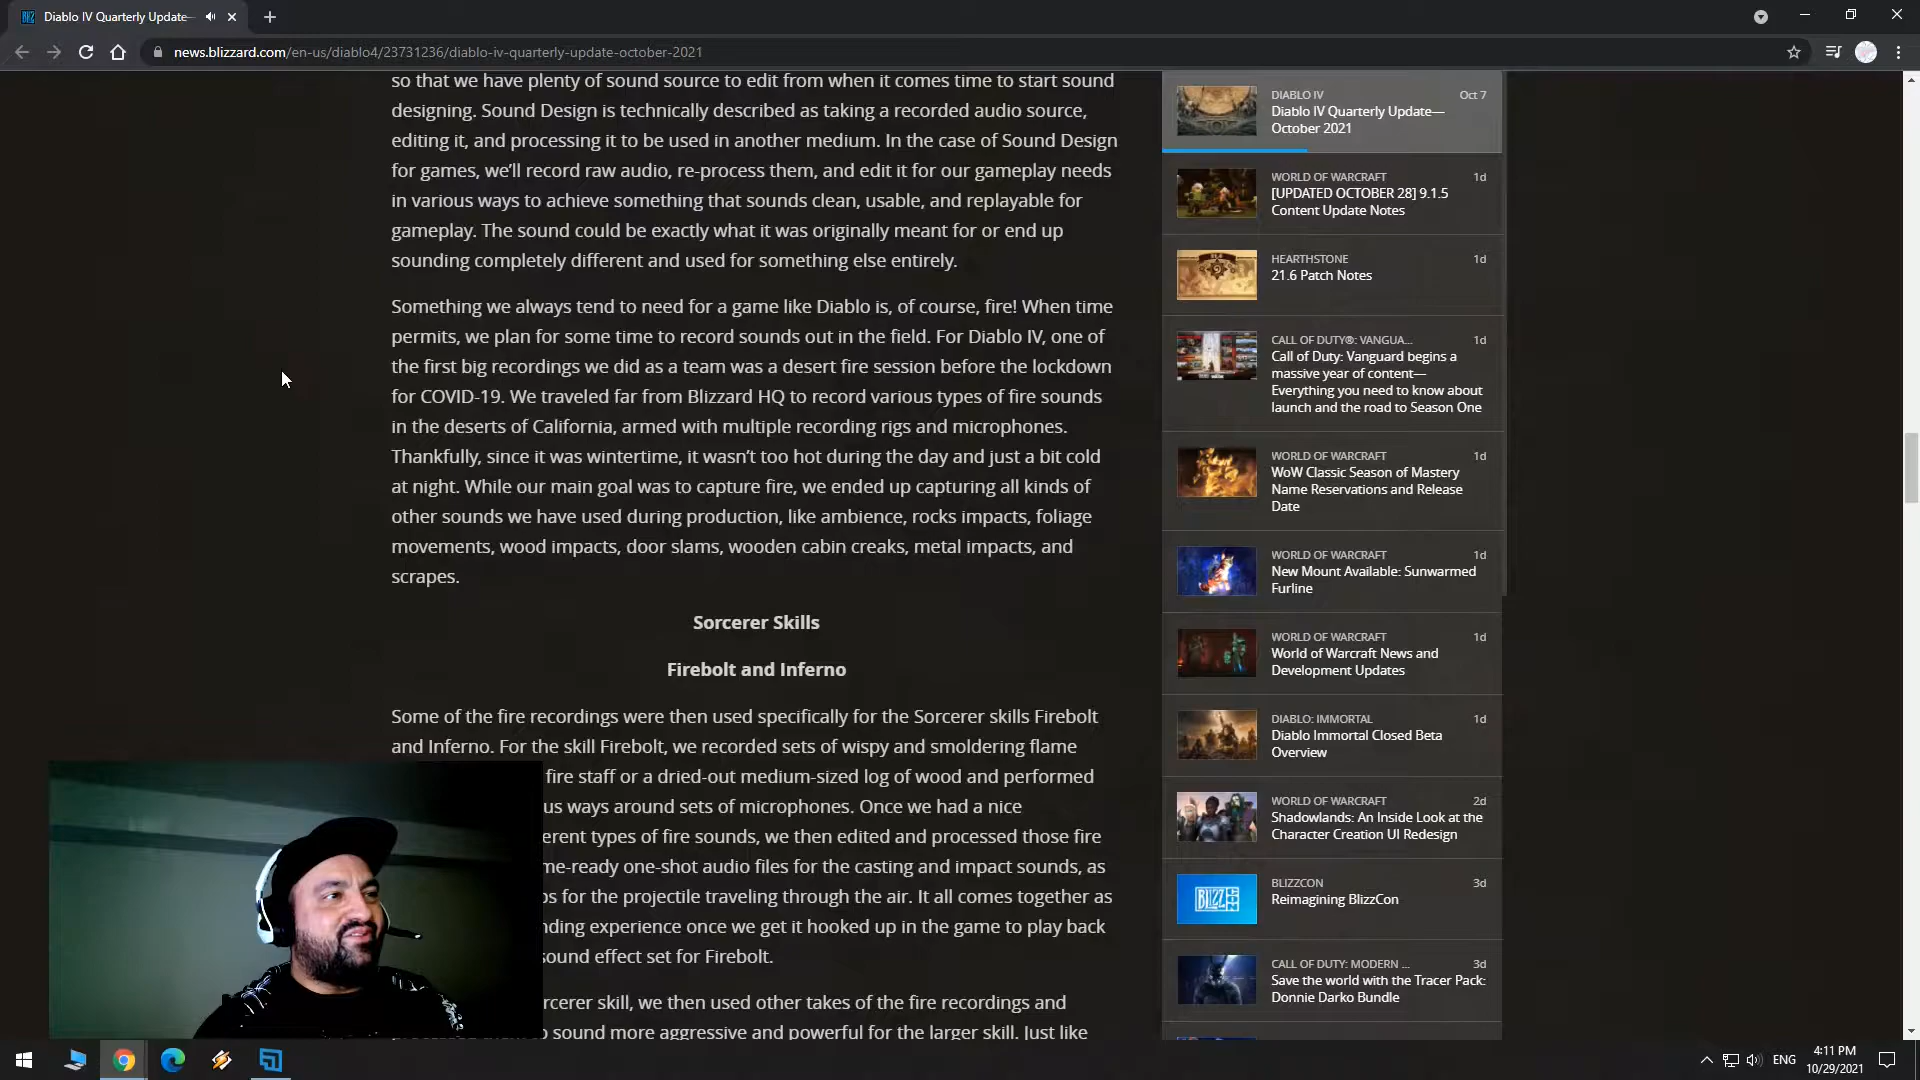 Diablo IV Quarterly Update—
news.blizzard.com/en-us/diablo4/23731236/diablo-iv-quarterly-update-october-2021
so that we have plenty of sound source to edit from when it comes time to start sound
designing. Sound Design is technically described as taking a recorded audio source,
editing it, and processing it to be used in another medium. In the case of Sound Design
for games, we’ll record raw audio, re-process them, and edit it for our gameplay needs
in various ways to achieve something that sounds clean, usable, and replayable for
gameplay. The sound could be exactly what it was originally meant for or end up
sounding completely different and used for something else entirely.
Something we always tend to need for a game like Diablo is, of course, fire! When time
permits, we plan for some time to record sounds out in the field. For Diablo IV, one of
the first big recordings we did as a team was a desert fire session before the lockdown
for COVID-19. We traveled far from Blizzard HQ to record various types of fire sounds
in the deserts of California, armed with multiple recording rigs and microphones.
Thankfully, since it was wintertime, it wasn’t too hot during the day and just a bit cold
at night. While our main goal was to capture fire, we ended up capturing all kinds of
other sounds we have used during production, like ambience, rocks impacts, foliage
movements, wood impacts, door slams, wooden cabin creaks, metal impacts, and
scrapes.
Sorcerer Skills
Firebolt and Inferno
Some of the fire recordings were then used specifically for the Sorcerer skills Firebolt
and Inferno. For the skill Firebolt, we recorded sets of wispy and smoldering flame
fire staff or a dried-out medium-sized log of wood and performed
us ways around sets of microphones. Once we had a nice
erent types of fire sounds, we then edited and processed those fire
me-ready one-shot audio files for the casting and impact sounds, as
ps for the projectile traveling through the air. It all comes together as
nding experience once we get it hooked up in the game to play back
sound effect set for Firebolt.
rcerer skill, we then used other takes of the fire recordings and
o sound more aggressive and powerful for the larger skill. Just like
DIABLO IV Oct 7
Diablo IV Quarterly Update—
October 2021
WORLD OF WARCRAFT 1d
[UPDATED OCTOBER 28] 9.1.5
Content Update Notes
HEARTHSTONE 1d
21.6 Patch Notes
CALL OF DUTY®: VANGUA... 1d
Call of Duty: Vanguard begins a
massive year of content—
Everything you need to know about
launch and the road to Season One
WORLD OF WARCRAFT 1d
WoW Classic Season of Mastery
Name Reservations and Release
Date
WORLD OF WARCRAFT 1d
New Mount Available: Sunwarmed
Furline
WORLD OF WARCRAFT 1d
World of Warcraft News and
Development Updates
DIABLO: IMMORTAL 1d
Diablo Immortal Closed Beta
Overview
WORLD OF WARCRAFT 2d
Shadowlands: An Inside Look at the
Character Creation UI Redesign
BLIZZCON 3d
Reimagining BlizzCon
CALL OF DUTY: MODERN ... 3d
Save the world with the Tracer Pack:
Donnie Darko Bundle
ENG
4:11 PM
10/29/2021